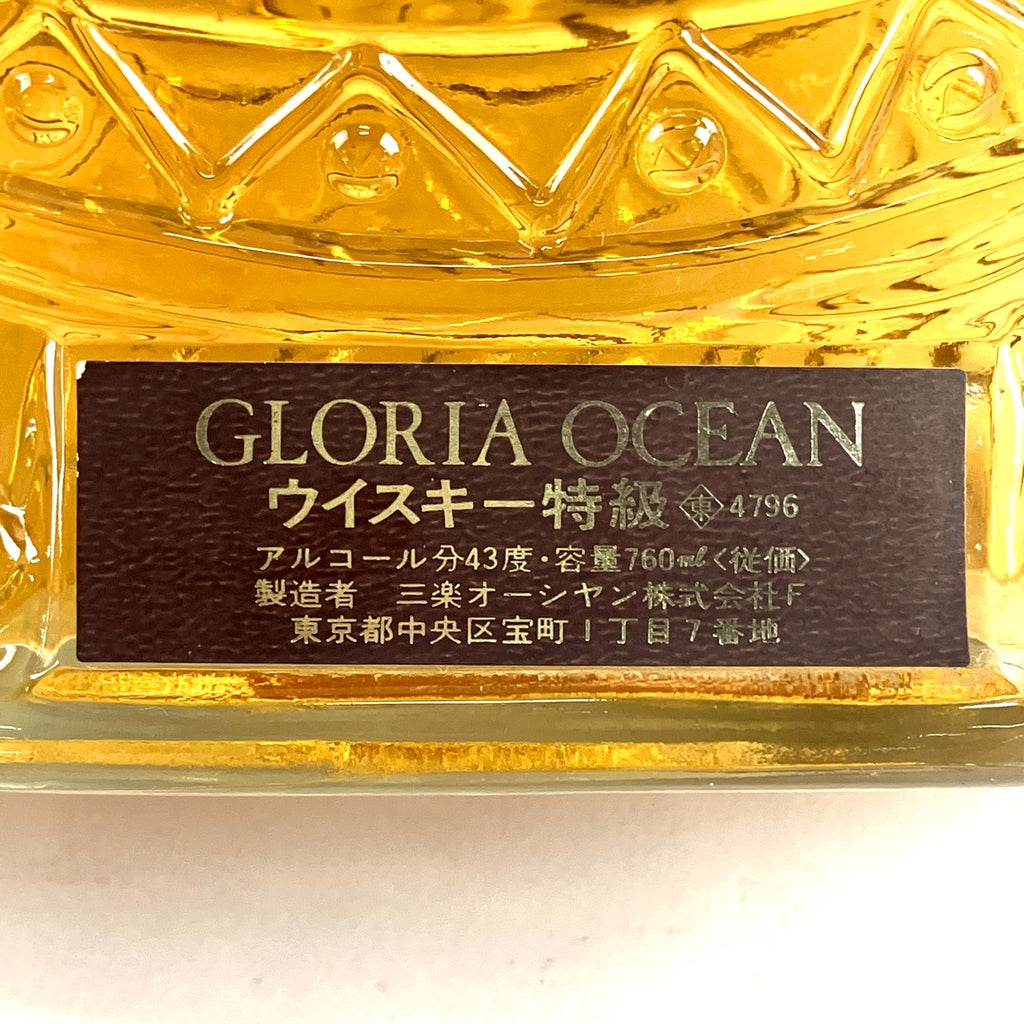 GLORIA OCEAN
ウイスキー特級 東 4796
アルコール分43度・容量760ml〈従価〉
製造者 三楽オーシヤン株式会社F
東京都中央区宝町1丁目7番地